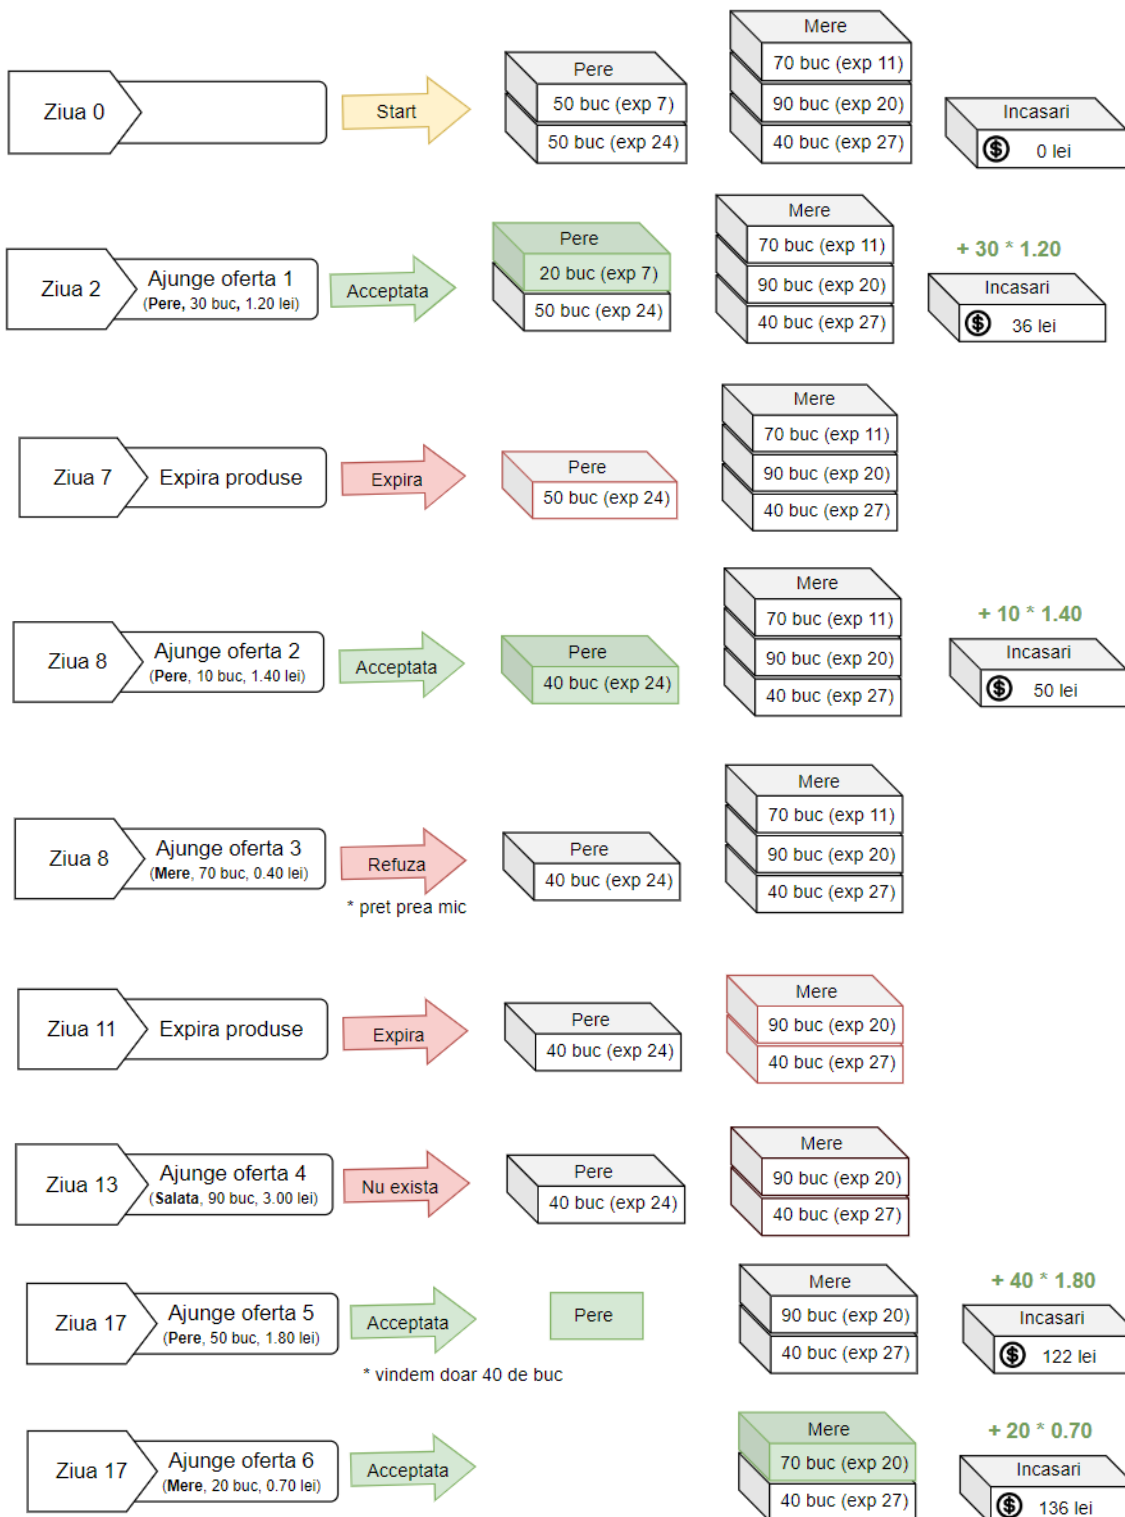 Ziua 0
Start
Pere
50 buc (exp 7)
50 buc (exp 24)
Mere
70 buc (exp 11)
90 buc (exp 20)
40 buc (exp 27)
Incasari
0 lei
Ziua 2
Ajunge oferta 1
(Pere, 30 buc, 1.20 lei)
Acceptata
Pere
20 buc (exp 7)
50 buc (exp 24)
Mere
70 buc (exp 11)
90 buc (exp 20)
40 buc (exp 27)
+ 30 * 1.20
Incasari
36 lei
Ziua 7
Expira produse
Expira
Pere
50 buc (exp 24)
Mere
70 buc (exp 11)
90 buc (exp 20)
40 buc (exp 27)
Ziua 8
Ajunge oferta 2
(Pere, 10 buc, 1.40 lei)
Acceptata
Pere
40 buc (exp 24)
Mere
70 buc (exp 11)
90 buc (exp 20)
40 buc (exp 27)
+ 10 * 1.40
Incasari
50 lei
Ziua 8
Ajunge oferta 3
(Mere, 70 buc, 0.40 lei)
Refuza
* pret prea mic
Pere
40 buc (exp 24)
Mere
70 buc (exp 11)
90 buc (exp 20)
40 buc (exp 27)
Ziua 11
Expira produse
Expira
Pere
40 buc (exp 24)
Mere
90 buc (exp 20)
40 buc (exp 27)
Ziua 13
Ajunge oferta 4
(Salata, 90 buc, 3.00 lei)
Nu exista
Pere
40 buc (exp 24)
Mere
90 buc (exp 20)
40 buc (exp 27)
Ziua 17
Ajunge oferta 5
(Pere, 50 buc, 1.80 lei)
Acceptata
* vindem doar 40 de buc
Pere
Mere
90 buc (exp 20)
40 buc (exp 27)
+ 40 * 1.80
Incasari
122 lei
Ziua 17
Ajunge oferta 6
(Mere, 20 buc, 0.70 lei)
Acceptata
Mere
70 buc (exp 20)
40 buc (exp 27)
+ 20 * 0.70
Incasari
136 lei